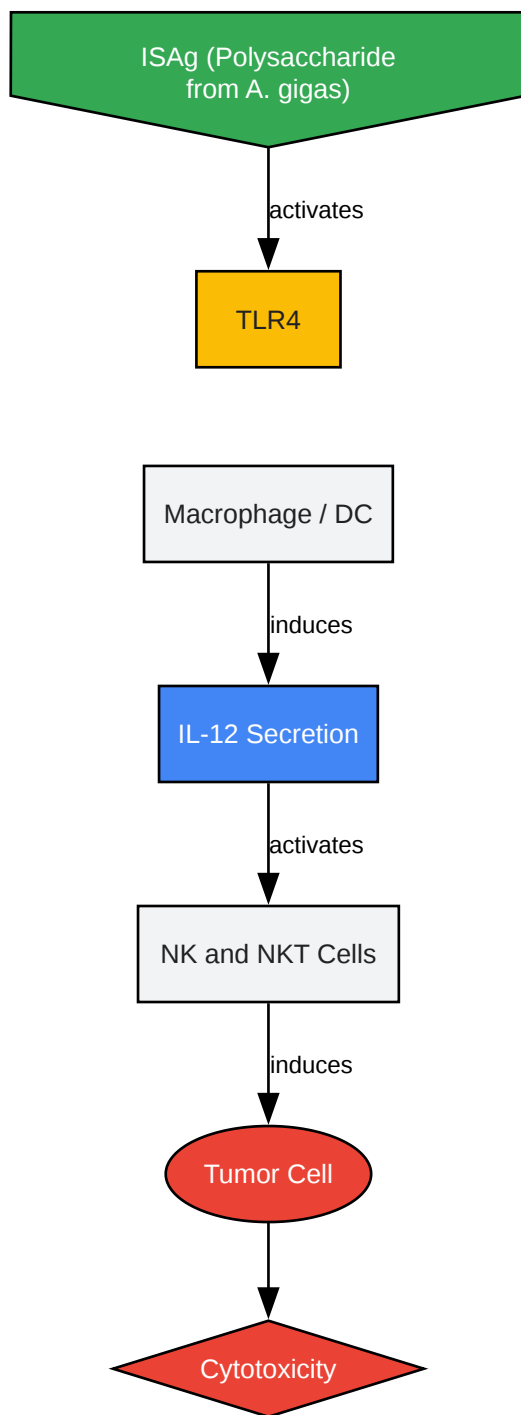 ISAg (Polysaccharide
from A. gigas)
activates
TLR4
Macrophage / DC
induces
IL-12 Secretion
activates
NK and NKT Cells
induces
Tumor Cell
Cytotoxicity